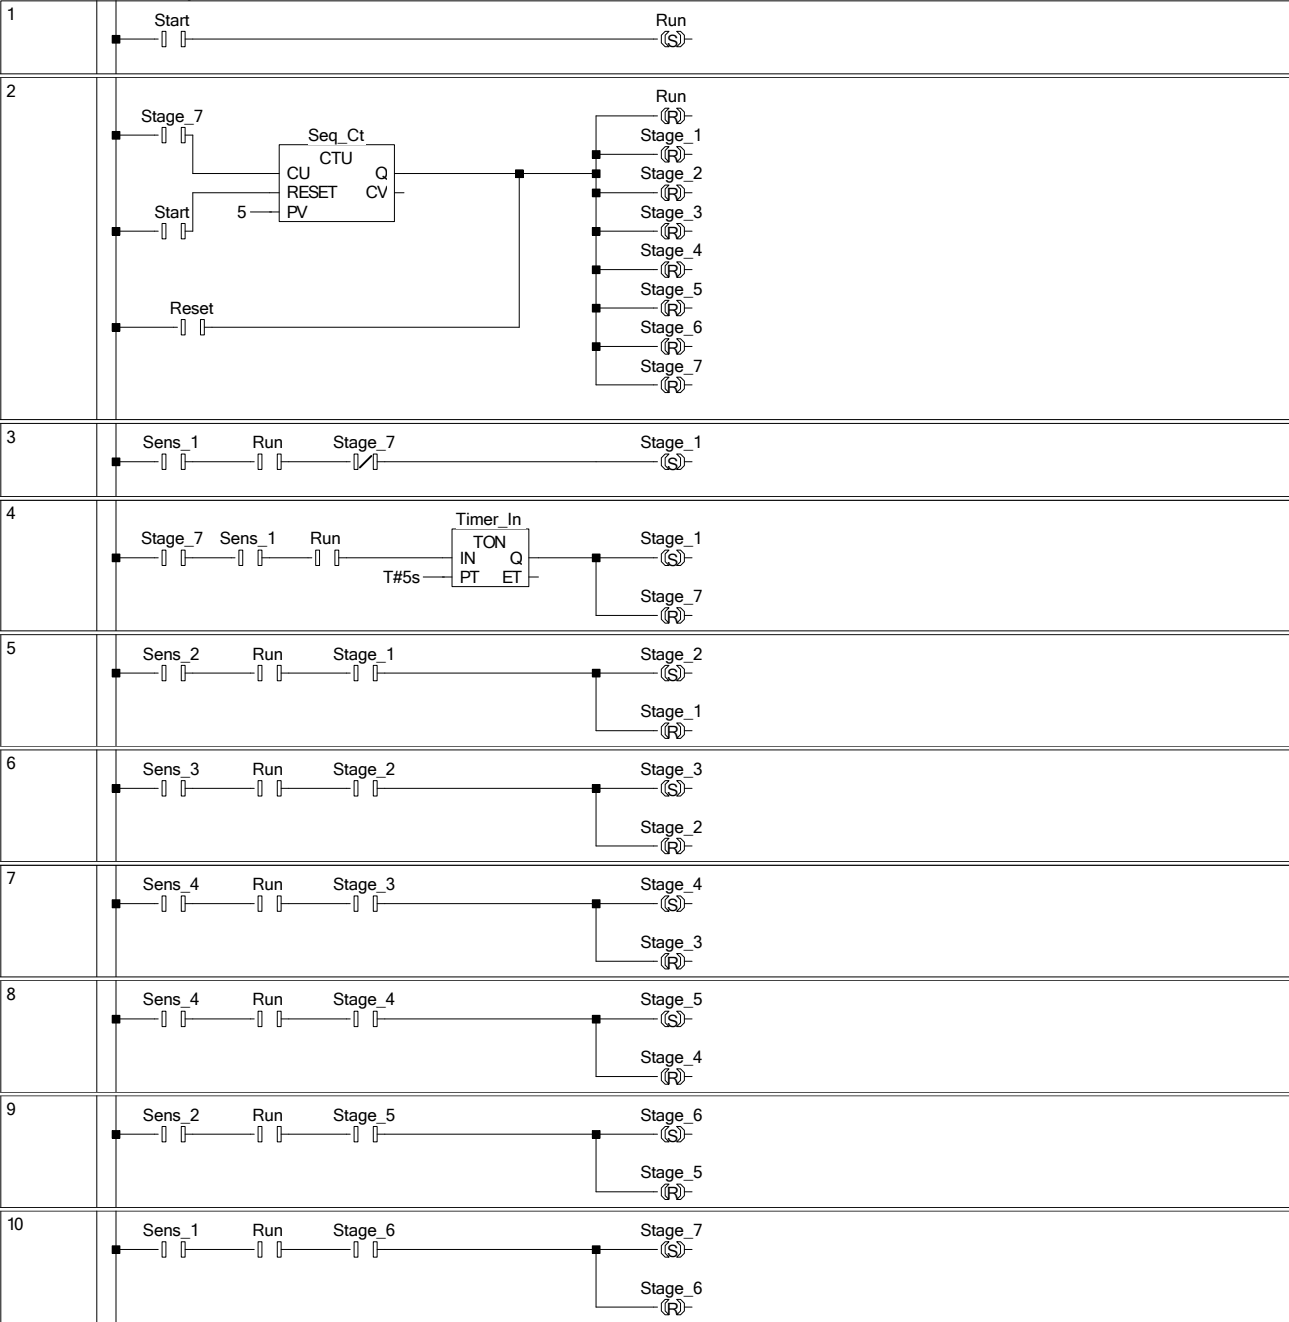 1
Start Run
2
Run
Stage_7
Stage_1
Seq_Ct
CTU
Stage_2
CU Q
RESET CV
Start 5 PV
Stage_3
Stage_4
R
Stage_5
Reset
Stage_6
Stage_7
3
Sens_1 Run Stage_7 Stage_1
S
4
Timer_In
Stage_7 Sens_1 Run TON Stage_1
IN Q S
T#5s PT ET
Stage_7
R
5
Sens_2 Run Stage_1 Stage_2
S
Stage_1
R
6
Sens_3 Run Stage_2 Stage_3
S
Stage_2
R
7
Sens_4 Run Stage_3 Stage_4
S
Stage_3
R
8
Sens_4 Run Stage_4 Stage_5
S
Stage_4
R
9
Sens_2 Run Stage_5 Stage_6
S
Stage_5
R
10
Sens_1 Run Stage_6 Stage_7
S
Stage_6
R